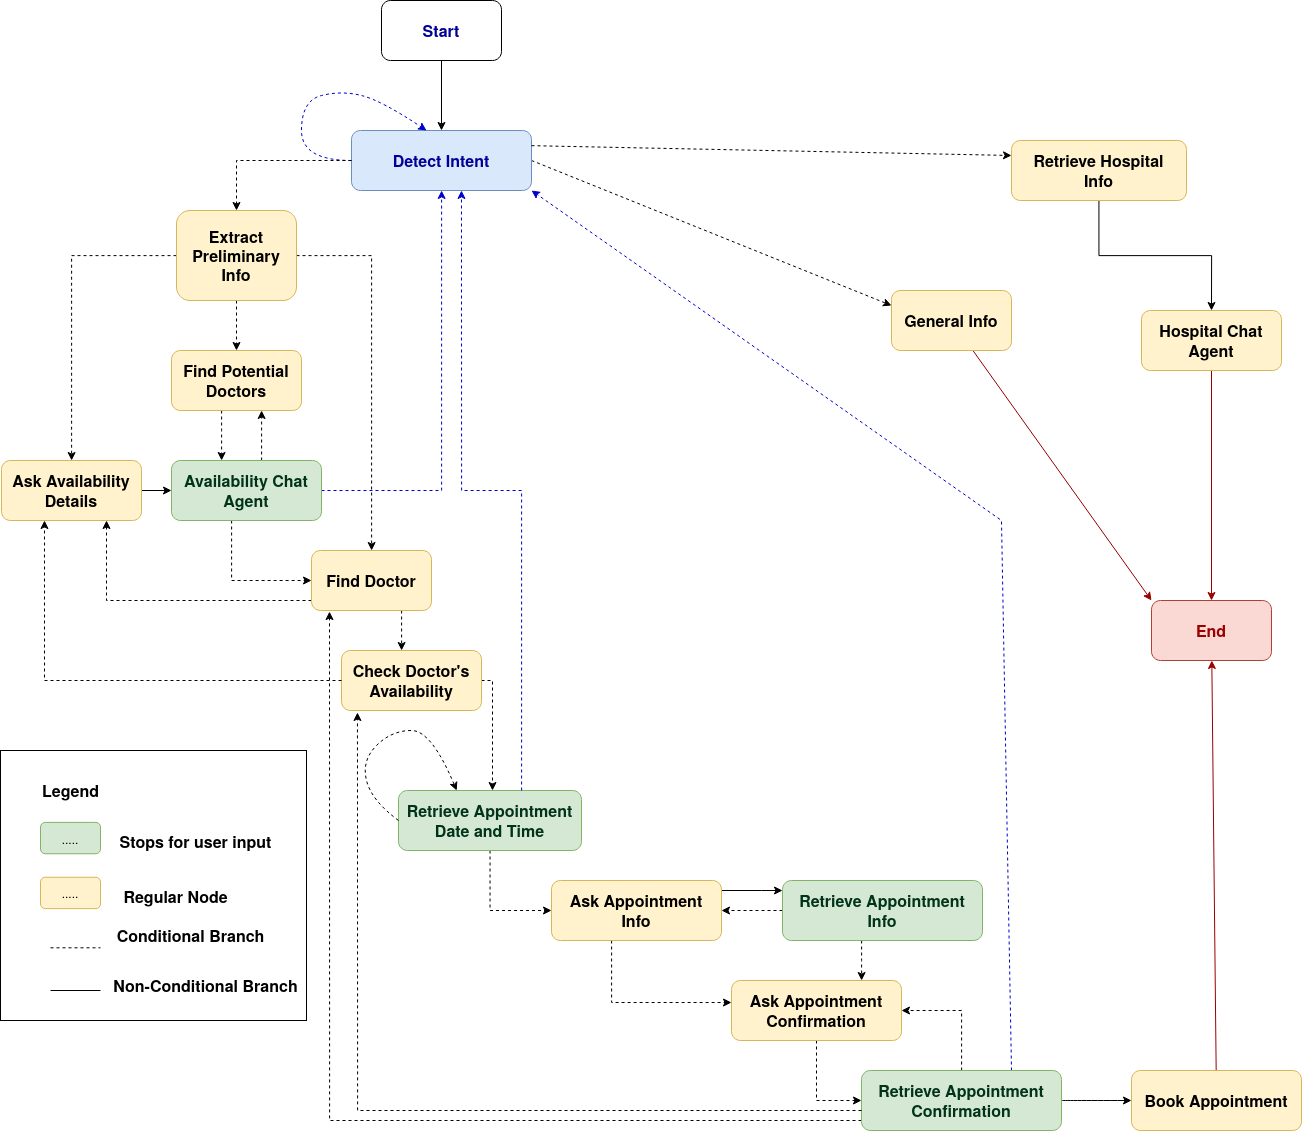 Start
Detect Intent
Retrieve Hospital
Info
Extract
Preliminary
Info
General Info
Hospital Chat
Agent
Find Potential
Doctors
Ask Availability
Details
Availability Chat
Agent
Find Doctor
End
Check Doctor's
Availability
Retrieve Appointment
Date and Time
Legend
.....
Stops for user input
.....
Regular Node
Conditional Branch
Non-Conditional Branch
Ask Appointment
Info
Retrieve Appointment
Info
Ask Appointment
Confirmation
Retrieve Appointment
Confirmation
Book Appointment